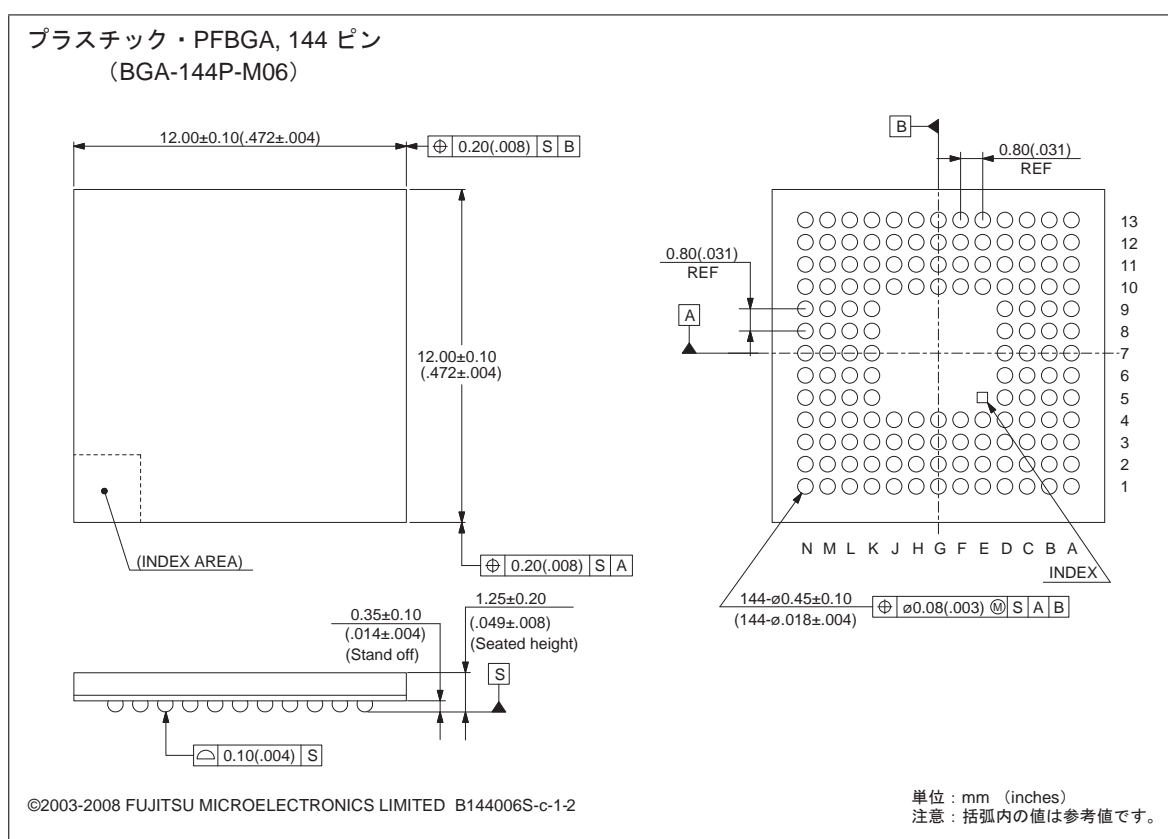 プラスチック・PFBGA, 144 ピン
（BGA-144P-M06）
12.00±0.10(.472±.004)
⌖ 0.20(.008) S B
B
0.80(.031)
REF
13
12
11
10
9
8
7
6
5
4
3
2
1
0.80(.031)
REF
A
12.00±0.10
(.472±.004)
(INDEX AREA)
⌖ 0.20(.008) S A
N M L K J H G F E D C B A
INDEX
144-ø0.45±0.10
(144-ø.018±.004)
⌖ ø0.08(.003) Ⓜ S A B
0.35±0.10
(.014±.004)
(Stand off)
1.25±0.20
(.049±.008)
(Seated height)
S
⌓ 0.10(.004) S
©2003-2008 FUJITSU MICROELECTRONICS LIMITED B144006S-c-1-2
単位：mm （inches）
注意：括弧内の値は参考値です。